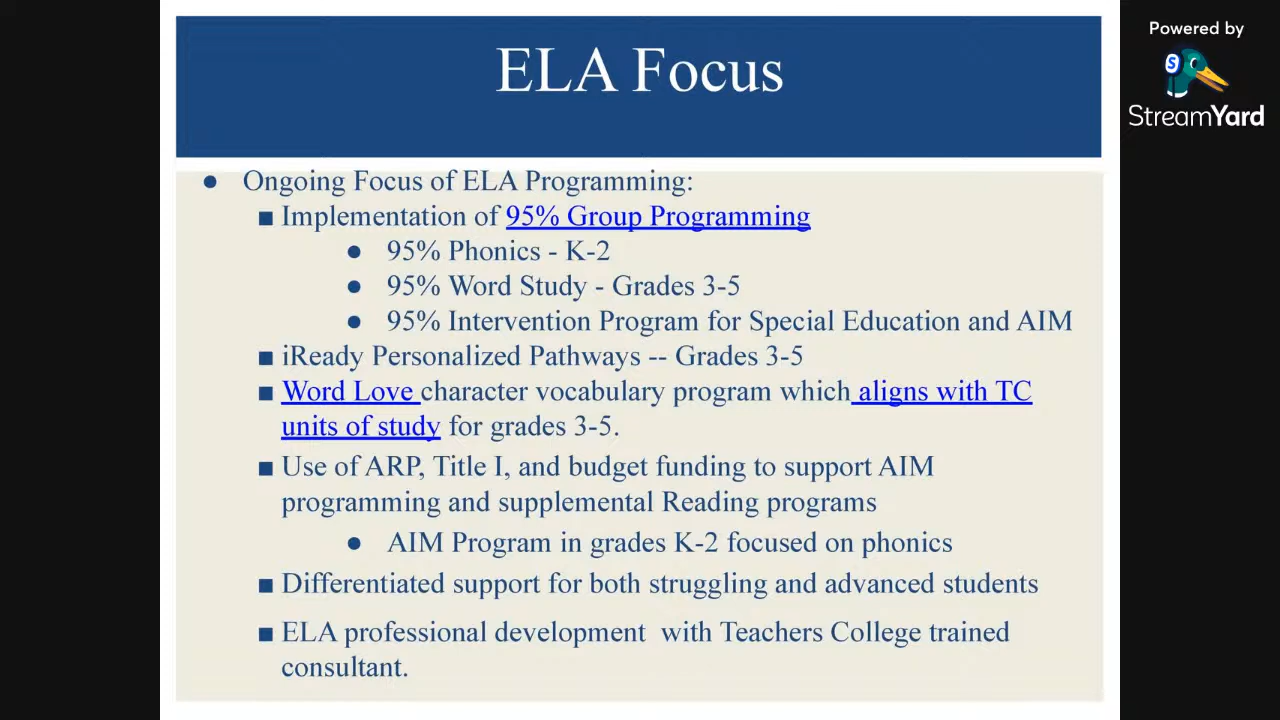 ELA Focus
Powered by
StreamYard
● Ongoing Focus of ELA Programming:
■ Implementation of 95% Group Programming
● 95% Phonics - K-2
● 95% Word Study - Grades 3-5
● 95% Intervention Program for Special Education and AIM
■ iReady Personalized Pathways -- Grades 3-5
■ Word Love character vocabulary program which aligns with TC
units of study for grades 3-5.
■ Use of ARP, Title I, and budget funding to support AIM
programming and supplemental Reading programs
● AIM Program in grades K-2 focused on phonics
■ Differentiated support for both struggling and advanced students
■ ELA professional development  with Teachers College trained
consultant.